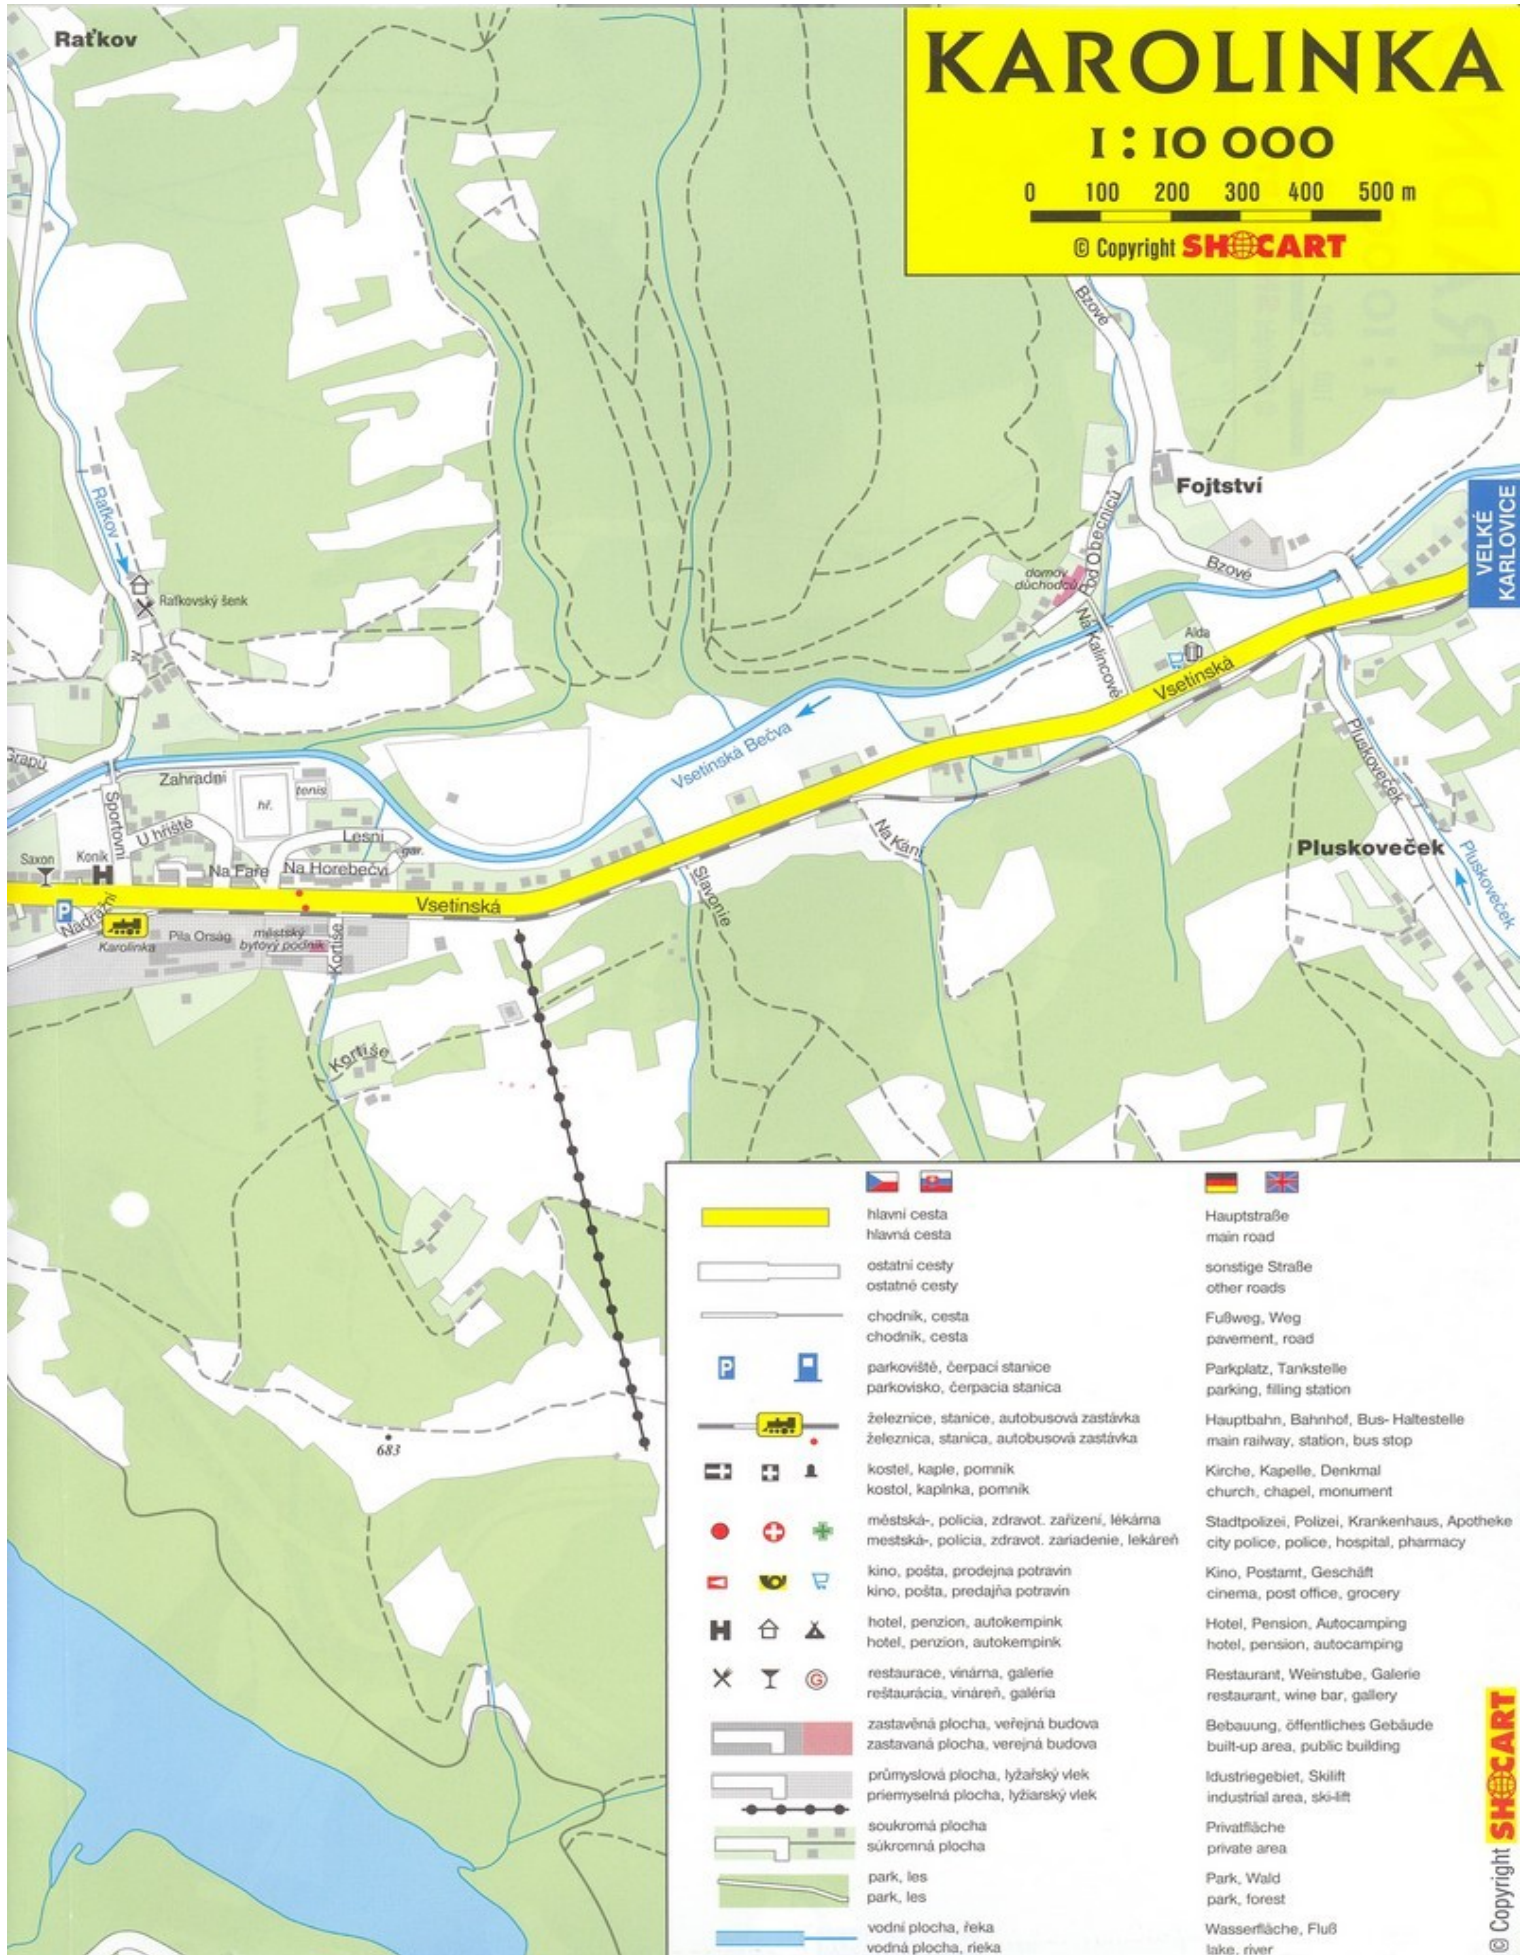 Raťkov
KAROLINKA
1 : 10 000
0 100 200 300 400 500 m
© Copyright SHOCART
Bzové
Fojtství
VELKÉ
KARLOVICE
Raťkov
Raťkovský šenk
Pod Obecniců
domov
důchodců
Bzové
Na Kalincově
Alda
Vsetínská
Vsetínská Bečva
Pluskoveček
Zahradní
hř.
tenis
Sportovní
U hřiště
Lesní
gar.
Na Kani
Pluskoveček
Pluskoveček
Saxon
Koník
Na Fare
Na Horebečvi
Vsetínská
Slavonie
Nádražní
Karolinka
Pila Orság
městský
bytový podnik
Kortiše
Kortiše
683
hlavní cesta
hlavná cesta
Hauptstraße
main road
ostatní cesty
ostatné cesty
sonstige Straße
other roads
chodník, cesta
chodník, cesta
Fußweg, Weg
pavement, road
parkoviště, čerpací stanice
parkovisko, čerpacia stanica
Parkplatz, Tankstelle
parking, filling station
železnice, stanice, autobusová zastávka
železnica, stanica, autobusová zastávka
Hauptbahn, Bahnhof, Bus- Haltestelle
main railway, station, bus stop
kostel, kaple, pomník
kostol, kaplnka, pomník
Kirche, Kapelle, Denkmal
church, chapel, monument
městská-, policia, zdravot. zařízení, lékárna
mestská-, polícia, zdravot. zariadenie, lekáreň
Stadtpolizei, Polizei, Krankenhaus, Apotheke
city police, police, hospital, pharmacy
kino, pošta, prodejna potravin
kino, pošta, predajňa potravín
Kino, Postamt, Geschäft
cinema, post office, grocery
hotel, penzion, autokempink
hotel, penzion, autokempink
Hotel, Pension, Autocamping
hotel, pension, autocamping
restaurace, vinárna, galerie
reštaurácia, vináreň, galéria
Restaurant, Weinstube, Galerie
restaurant, wine bar, gallery
zastavěná plocha, veřejná budova
zastavaná plocha, verejná budova
Bebauung, öffentliches Gebäude
built-up area, public building
průmyslová plocha, lyžařský vlek
priemyselná plocha, lyžiarský vlek
Idustriegebiet, Skilift
industrial area, ski-lift
soukromá plocha
súkromná plocha
Privatfläche
private area
park, les
park, les
Park, Wald
park, forest
vodní plocha, řeka
vodná plocha, rieka
Wasserfläche, Fluß
lake, river
© Copyright SHOCART